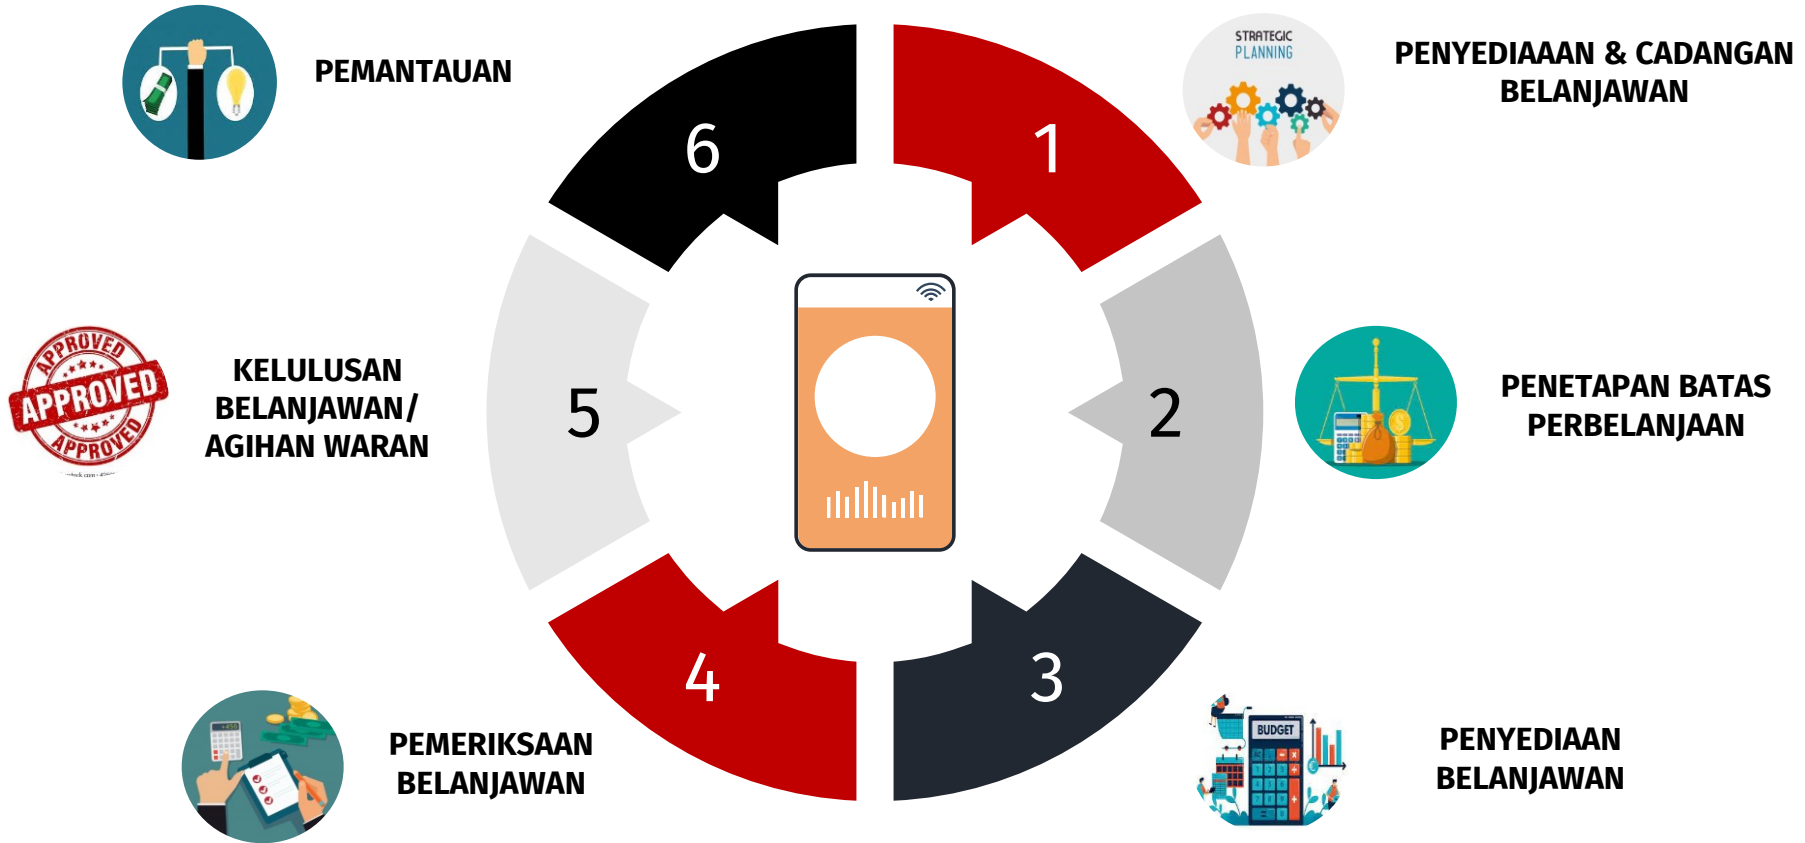 1
STRATEGIC
PLANNING
PENYEDIAAAN & CADANGAN
BELANJAWAN
2
PENETAPAN BATAS
PERBELANJAAN
3
BUDGET
PENYEDIAAN
BELANJAWAN
4
PEMERIKSAAN
BELANJAWAN
5
APPROVED
APPROVED
APPROVED
KELULUSAN
BELANJAWAN/
AGIHAN WARAN
6
PEMANTAUAN